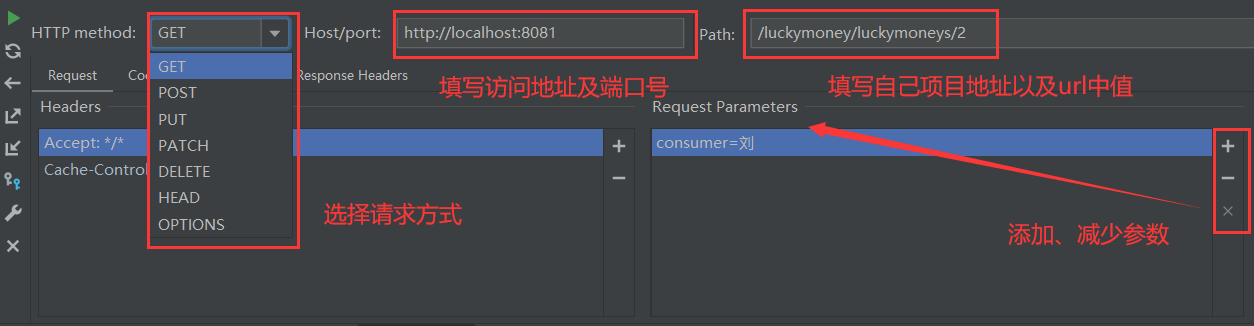 HTTP method: GET Host/port: http://localhost:8081 Path: /luckymoney/luckymoneys/2
Request Coo Response Headers
填写访问地址及端口号 填写自己项目地址以及url中值
Headers Request Parameters
GET
POST
PUT
PATCH
DELETE
HEAD
OPTIONS
Accept: */*
Cache-Control
consumer=刘
选择请求方式
添加、减少参数